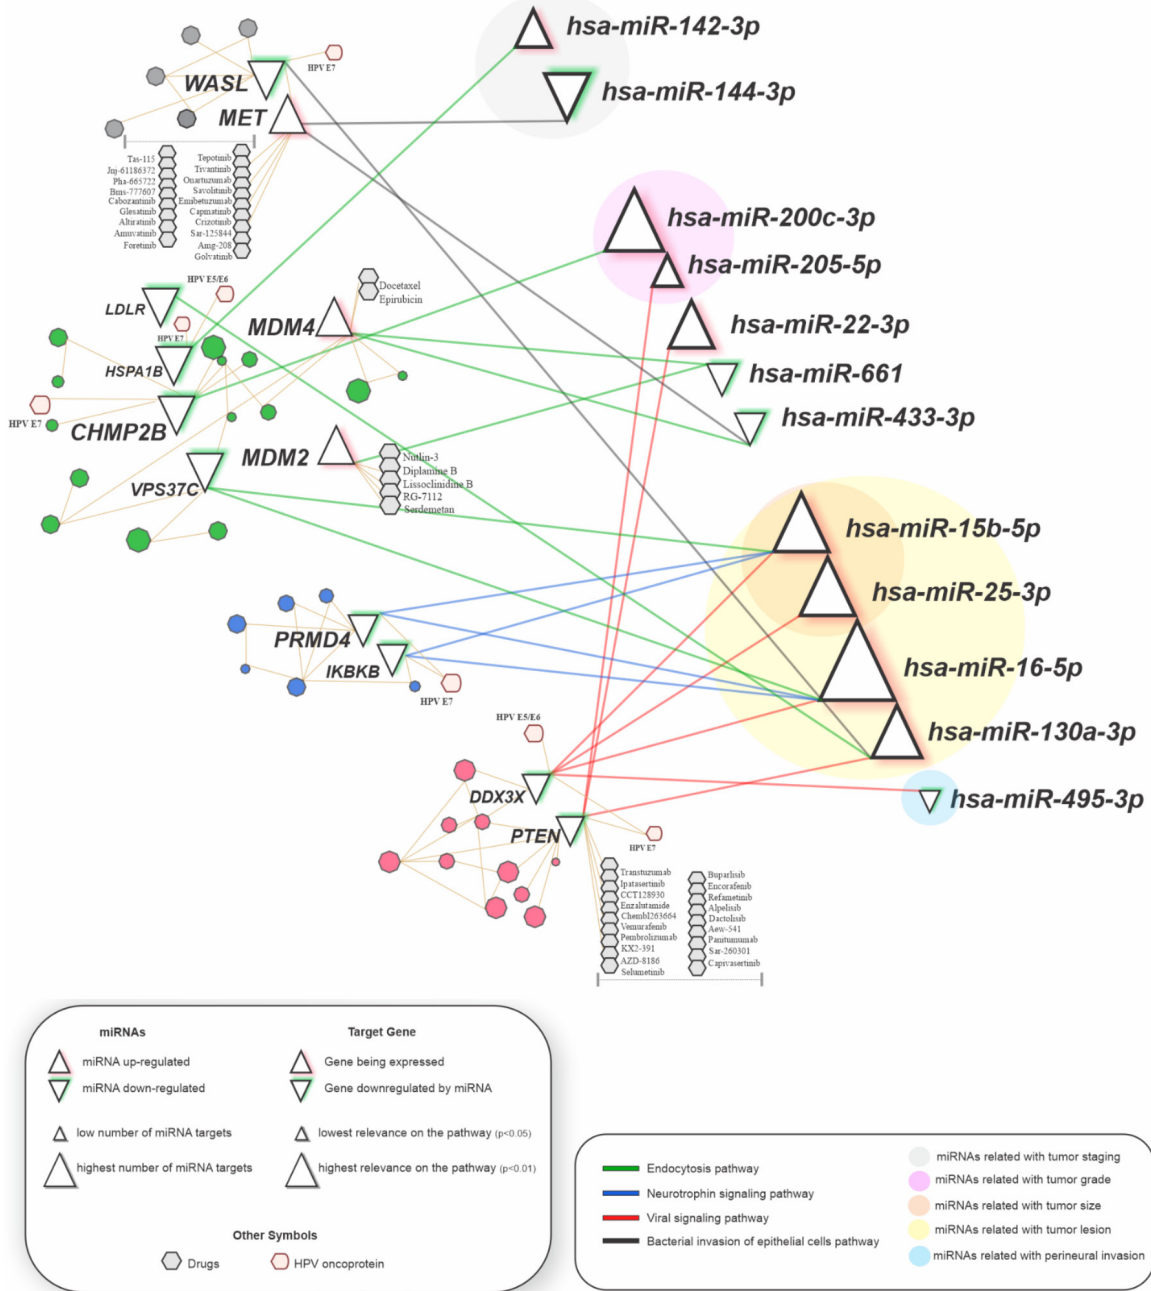 hsa-miR-142-3p
HPV E7
WASL
hsa-miR-144-3p
MET
Tas-115
Jnj-61186372
Pha-665722
Bms-777607
Cabozantinib
Glesatinib
Altiratinib
Amuvatinib
Foretinib
Tepotinib
Tivantinib
Onartuzumab
Savolitinib
Emibetuzumab
Capmatinib
Crizotinib
Sar-125844
Amg-208
Golvatinib
hsa-miR-200c-3p
hsa-miR-205-5p
HPV E5/E6
LDLR
HPV E7
HSPA1B
Docetaxel
Epirubicin
MDM4
hsa-miR-22-3p
hsa-miR-661
hsa-miR-433-3p
HPV E7
CHMP2B
MDM2
VPS37C
Nutlin-3
Diplamine B
Lissoclinidine B
RG-7112
Serdemetan
hsa-miR-15b-5p
hsa-miR-25-3p
PRMD4
IKBKB
HPV E7
hsa-miR-16-5p
hsa-miR-130a-3p
HPV E5/E6
DDX3X
hsa-miR-495-3p
PTEN
HPV E7
Transtuzumab
Ipatasertinib
CCT128930
Enzalutamide
Chembl263664
Vemurafenib
Pembrolizumab
KX2-391
AZD-8186
Selumetinib
Buparlisib
Encorafenib
Refametinib
Alpelisib
Dactolisib
Aew-541
Panitumumab
Sar-260301
Capivasertinib
miRNAs
Target Gene
miRNA up-regulated
Gene being expressed
miRNA down-regulated
Gene downregulated by miRNA
low number of miRNA targets
lowest relevance on the pathway (p<0.05)
highest number of miRNA targets
highest relevance on the pathway (p<0.01)
Other Symbols
Drugs
HPV oncoprotein
Endocytosis pathway
Neurotrophin signaling pathway
Viral signaling pathway
Bacterial invasion of epithelial cells pathway
miRNAs related with tumor staging
miRNAs related with tumor grade
miRNAs related with tumor size
miRNAs related with tumor lesion
miRNAs related with perineural invasion